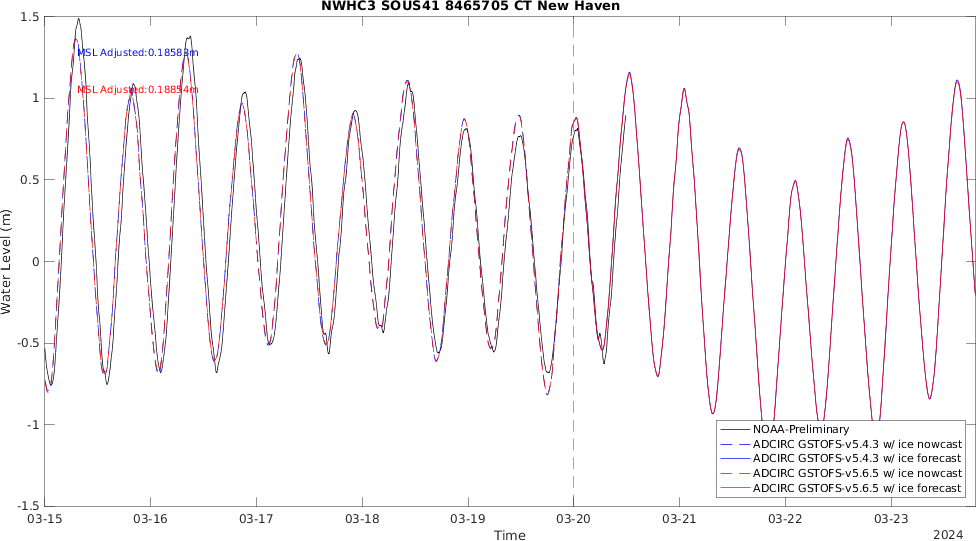 NWHC3 SOUS41 8465705 CT New Haven
1.5
1
0.5
0
-0.5
-1
-1.5
Water Level (m)
MSL Adjusted:0.18583m
MSL Adjusted:0.18854m
NOAA-Preliminary
ADCIRC GSTOFS-v5.4.3 w/ ice nowcast
ADCIRC GSTOFS-v5.4.3 w/ ice forecast
ADCIRC GSTOFS-v5.6.5 w/ ice nowcast
ADCIRC GSTOFS-v5.6.5 w/ ice forecast
03-15 03-16 03-17 03-18 03-19 03-20 03-21 03-22 03-23
Time
2024